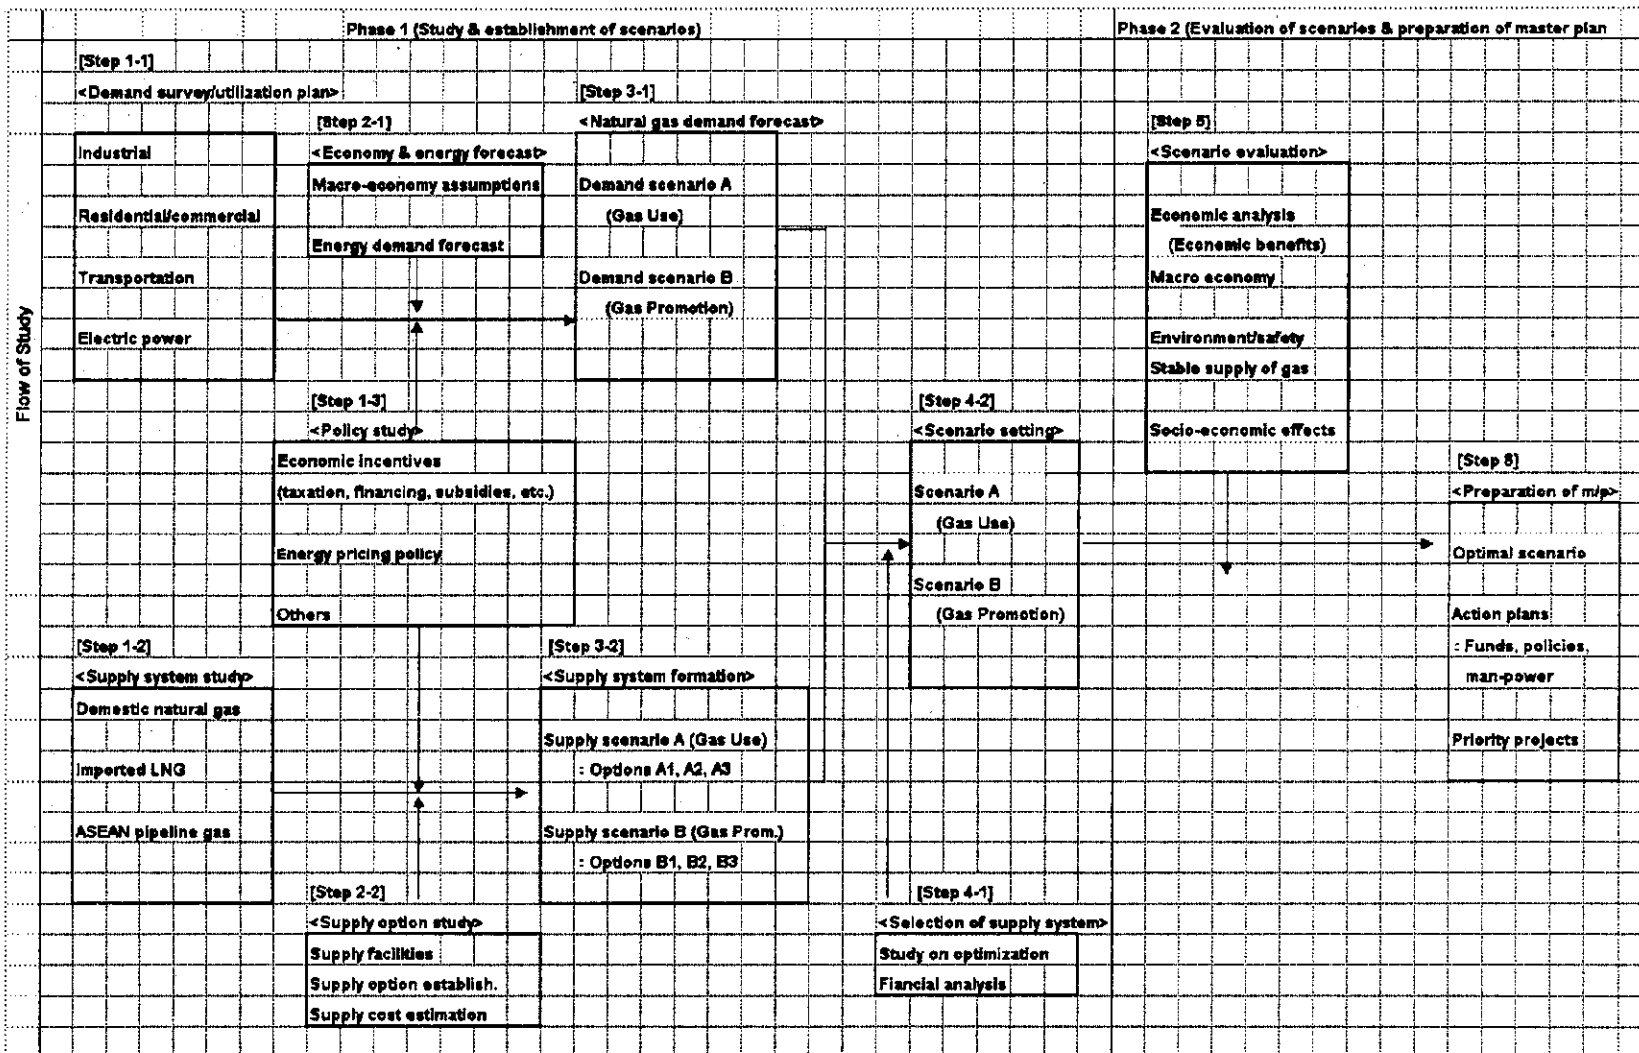 Phase 1 (Study & establishment of scenarios)
Phase 2 (Evaluation of scenarios & preparation of master plan
Flow of Study
[Step 1-1]
<Demand survey/utilization plan>
Industrial
Residential/commercial
Transportation
Electric power
[Step 2-1]
<Economy & energy forecast>
Macro-economy assumptions
Energy demand forecast
[Step 3-1]
<Natural gas demand forecast>
Demand scenario A
(Gas Use)
Demand scenario B
(Gas Promotion)
[Step 1-3]
<Policy study>
Economic incentives
(taxation, financing, subsidies, etc.)
Energy pricing policy
Others
[Step 1-2]
<Supply system study>
Domestic natural gas
Imported LNG
ASEAN pipeline gas
[Step 2-2]
<Supply option study>
Supply facilities
Supply option establish.
Supply cost estimation
[Step 3-2]
<Supply system formation>
Supply scenario A (Gas Use)
: Options A1, A2, A3
Supply scenario B (Gas Prom.)
: Options B1, B2, B3
[Step 4-2]
<Scenario setting>
Scenario A
(Gas Use)
Scenario B
(Gas Promotion)
[Step 4-1]
<Selection of supply system>
Study on optimization
Fiancial analysis
[Step 5]
<Scenario evaluation>
Economic analysis
(Economic benefits)
Macro economy
Environment/safety
Stable supply of gas
Socio-economic effects
[Step 6]
<Preparation of m/p>
Optimal scenario
Action plans
: Funds, policies,
man-power
Priority projects